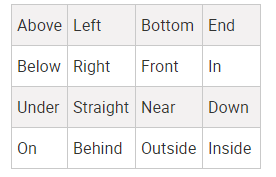 Above Left Bottom End
Below Right Front In
Under Straight Near Down
On Behind Outside Inside